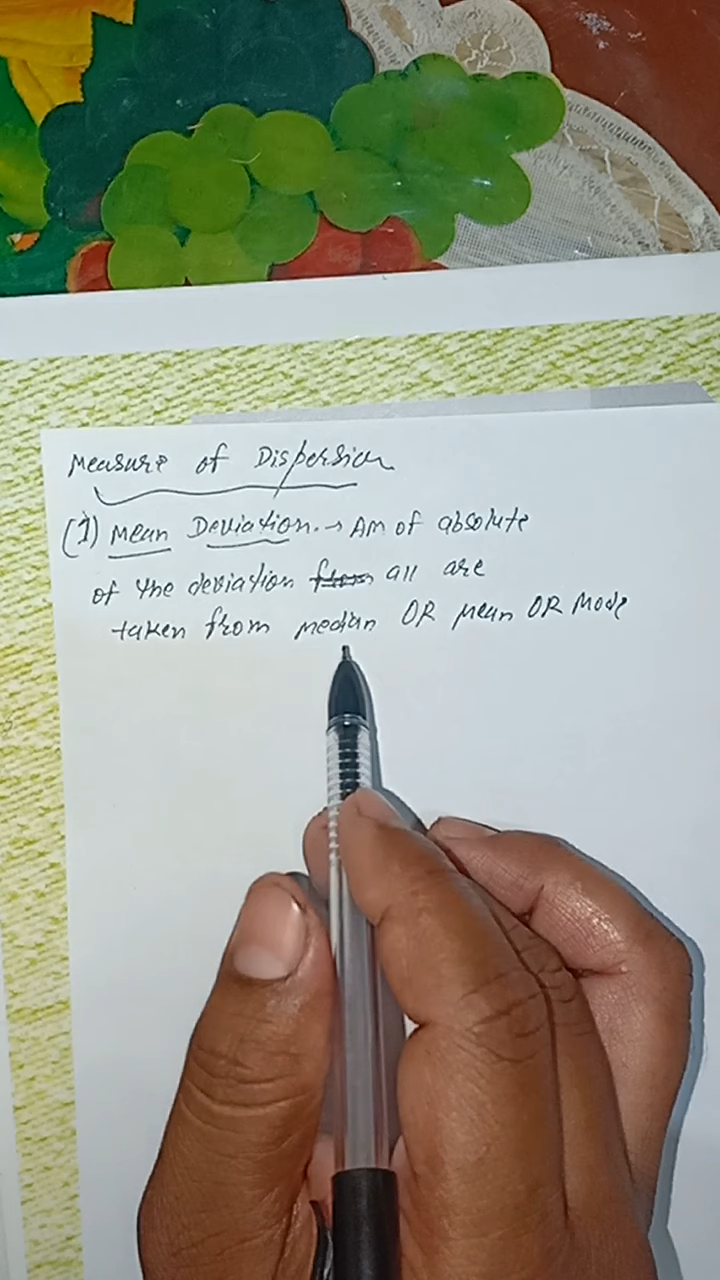 Measure of Dispersion
(1) Mean Deviation. → AM of absolute
of the deviation from all are
taken from median OR Mean OR Mode